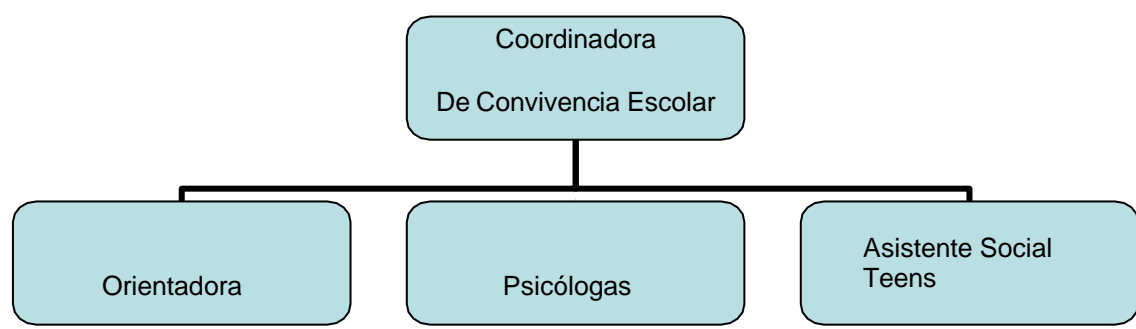 Coordinadora
De Convivencia Escolar
Orientadora
Psicólogas
Asistente Social
Teens